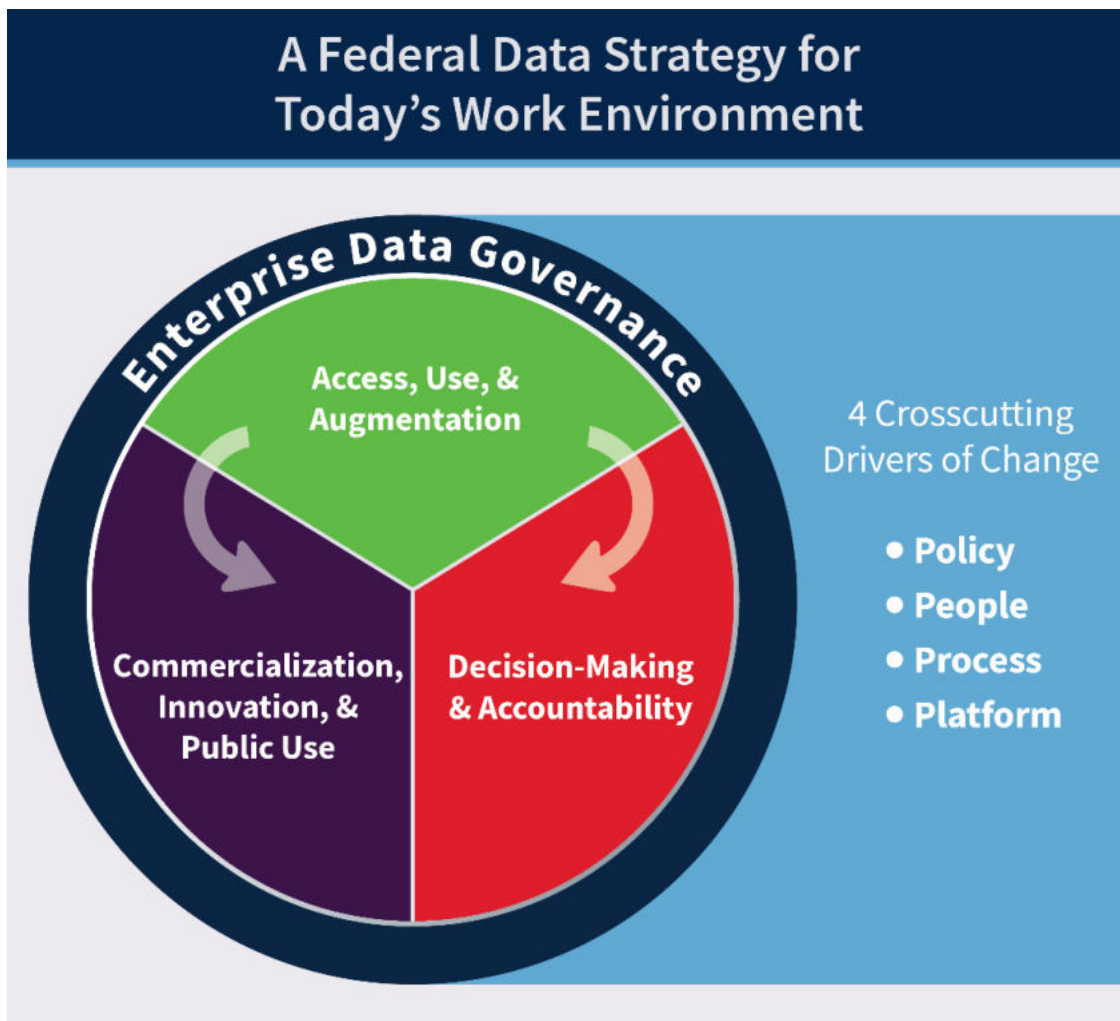 A Federal Data Strategy for
Today’s Work Environment
Enterprise Data Governance
Access, Use, &
Augmentation
Commercialization,
Innovation, &
Public Use
Decision-Making
& Accountability
4 Crosscutting
Drivers of Change
• Policy
• People
• Process
• Platform